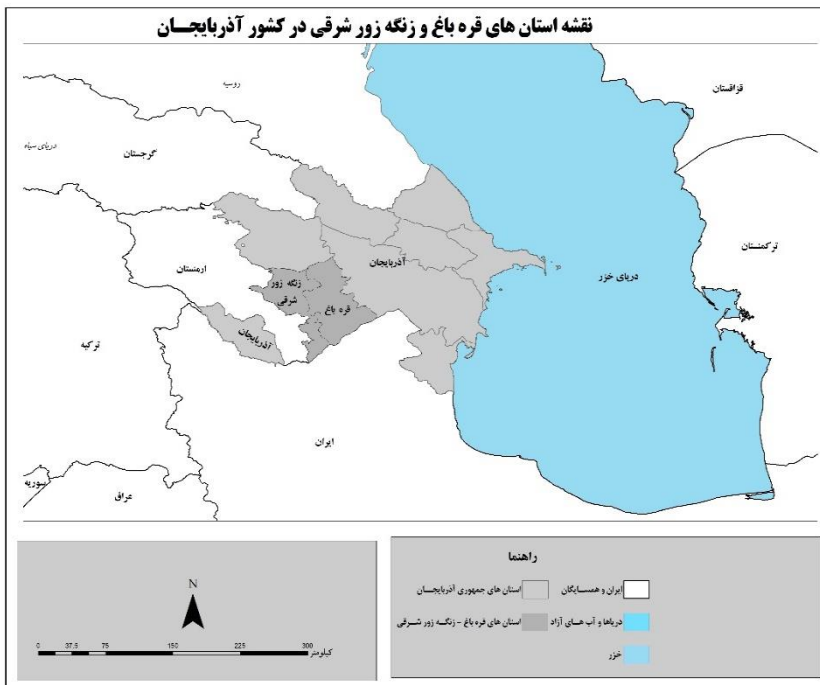 نقشه استان های قره باغ و زنگه زور شرقی در کشور آذربایجــان
روسیه
قزاقستان
دریای سیاه
گرجستان
ترکمنستان
ارمنستان
آذربایجان
دریای خزر
زنگه زور
شرقی
قره باغ
آذربایجان
ترکیه
ایران
سوریه
عراق
راهنما
ایران و همســایگان
استان های جمهوری آذربایجــان
دریاها و آب هــای آزاد
استان های قره باغ - زنگــه زور شــرقی
خزر
N
0 37.5 75 150 225 300
کیلومتر